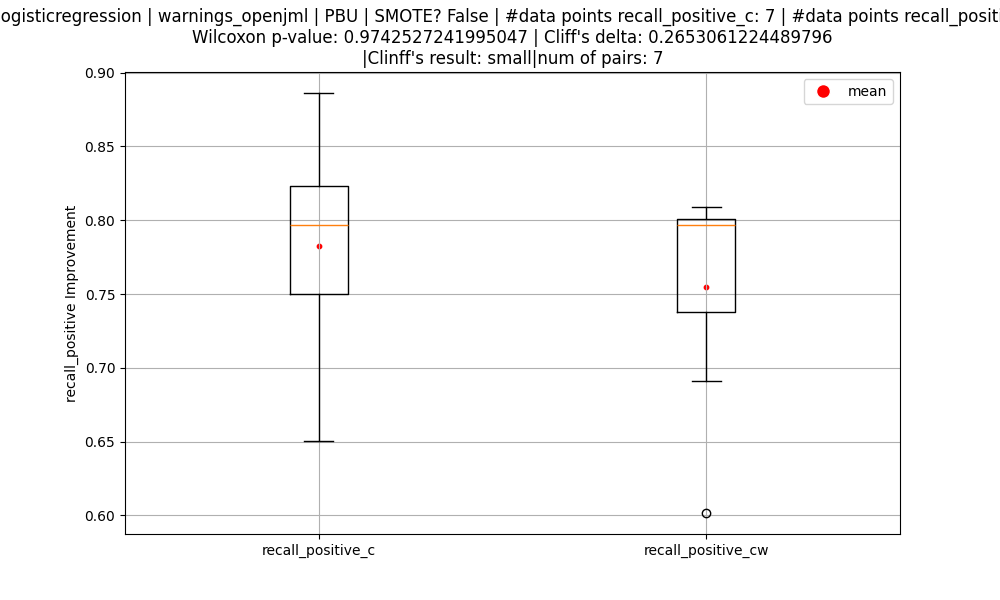 ogisticregression | warnings_openjml | PBU | SMOTE? False | #data points recall_positive_c: 7 | #data points recall_positi
Wilcoxon p-value: 0.9742527241995047 | Cliff's delta: 0.2653061224489796
|Clinff's result: small|num of pairs: 7
mean
0.90
0.85
0.80
0.75
0.70
0.65
0.60
recall_positive Improvement
recall_positive_c
recall_positive_cw